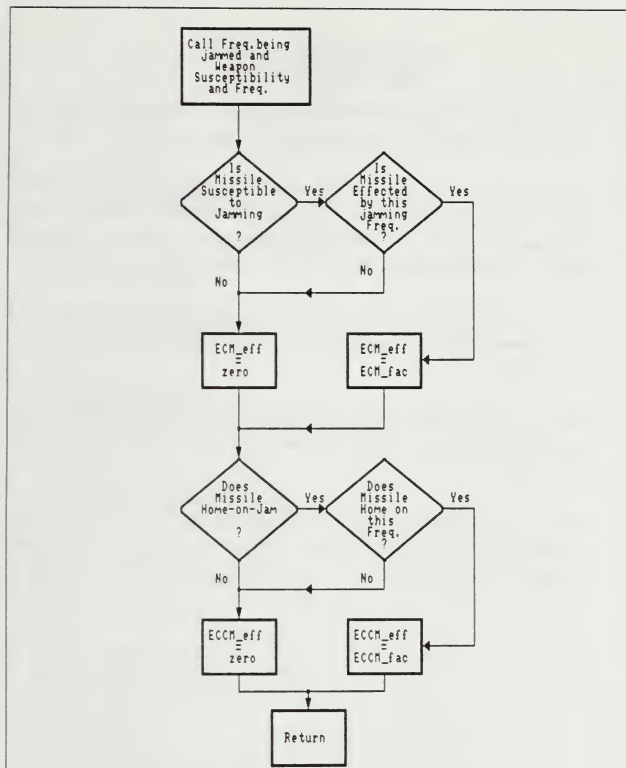 Call Freq.being
Jammed and
Weapon
Susceptibility
and Freq.
Is
Missile
Susceptible
to
Jamming
?
Yes
Is
Missile
Effected
by this
Jamming
Freq.
?
Yes
No
No
ECM_eff
=
zero
ECM_eff
=
ECM_fac
Does
Missile
Home-on-Jam
?
Yes
Does
Missile
Home on
this
Freq.
?
Yes
No
No
ECCM_eff
=
zero
ECCM_eff
=
ECCM_fac
Return